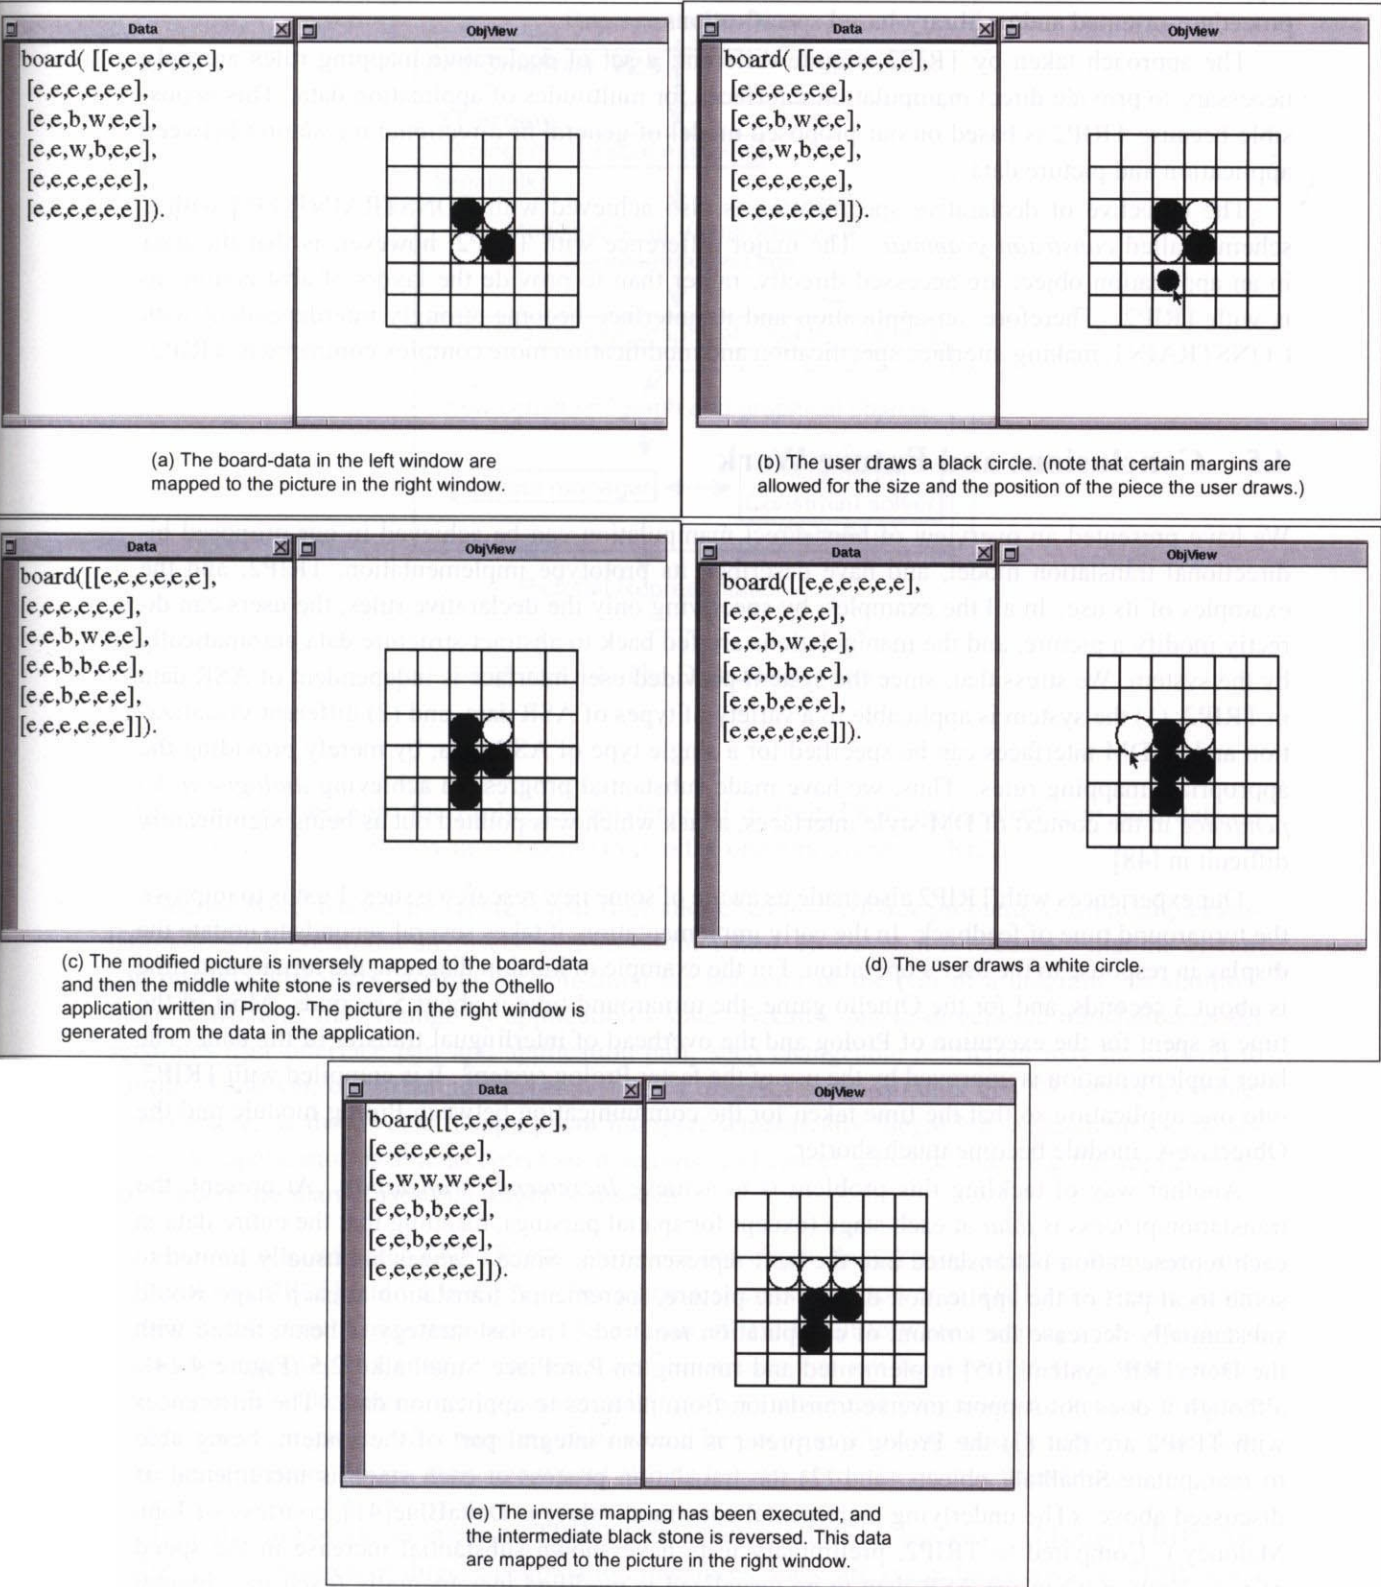 Data
ObjView
board( [[e,e,e,e,e,e],
[e,e,e,e,e,e],
[e,e,b,w,e,e],
[e,e,w,b,e,e],
[e,e,e,e,e,e],
[e,e,e,e,e,e]]).
(a) The board-data in the left window are
mapped to the picture in the right window.
Data
ObjView
board( [[e,e,e,e,e,e],
[e,e,e,e,e,e],
[e,e,b,w,e,e],
[e,e,w,b,e,e],
[e,e,e,e,e,e],
[e,e,e,e,e,e]]).
(b) The user draws a black circle. (note that certain margins are
allowed for the size and the position of the piece the user draws.)
Data
ObjView
board([[e,e,e,e,e,e],
[e,e,e,e,e,e],
[e,e,b,w,e,e],
[e,e,b,b,e,e],
[e,e,b,e,e,e],
[e,e,e,e,e,e]]).
(c) The modified picture is inversely mapped to the board-data
and then the middle white stone is reversed by the Othello
application written in Prolog. The picture in the right window is
generated from the data in the application.
Data
ObjView
board([[e,e,e,e,e,e],
[e,e,e,e,e,e],
[e,e,b,w,e,e],
[e,e,b,b,e,e],
[e,e,b,e,e,e],
[e,e,e,e,e,e]]).
(d) The user draws a white circle.
Data
ObjView
board([[e,e,e,e,e,e],
[e,e,e,e,e,e],
[e,w,w,w,e,e],
[e,e,b,b,e,e],
[e,e,b,e,e,e],
[e,e,e,e,e,e]]).
(e) The inverse mapping has been executed, and
the intermediate black stone is reversed. This data
are mapped to the picture in the right window.